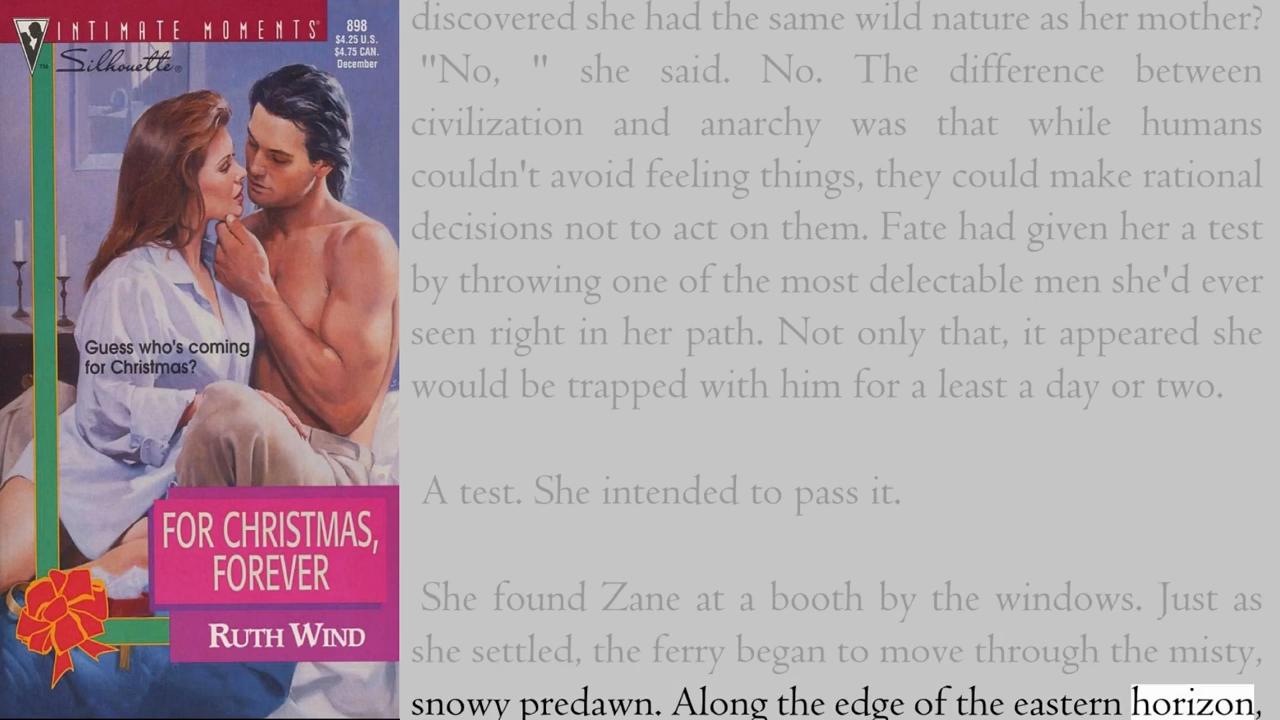 INTIMATE MOMENTS®
898
$4.25 U.S.
$4.75 CAN.
December
™
Silhouette®
Guess who's coming
for Christmas?
FOR CHRISTMAS,
FOREVER
RUTH WIND
discovered she had the same wild nature as her mother?
"No, " she said. No. The difference between
civilization and anarchy was that while humans
couldn't avoid feeling things, they could make rational
decisions not to act on them. Fate had given her a test
by throwing one of the most delectable men she'd ever
seen right in her path. Not only that, it appeared she
would be trapped with him for a least a day or two.
A test. She intended to pass it.
She found Zane at a booth by the windows. Just as
she settled, the ferry began to move through the misty,
snowy predawn. Along the edge of the eastern horizon,